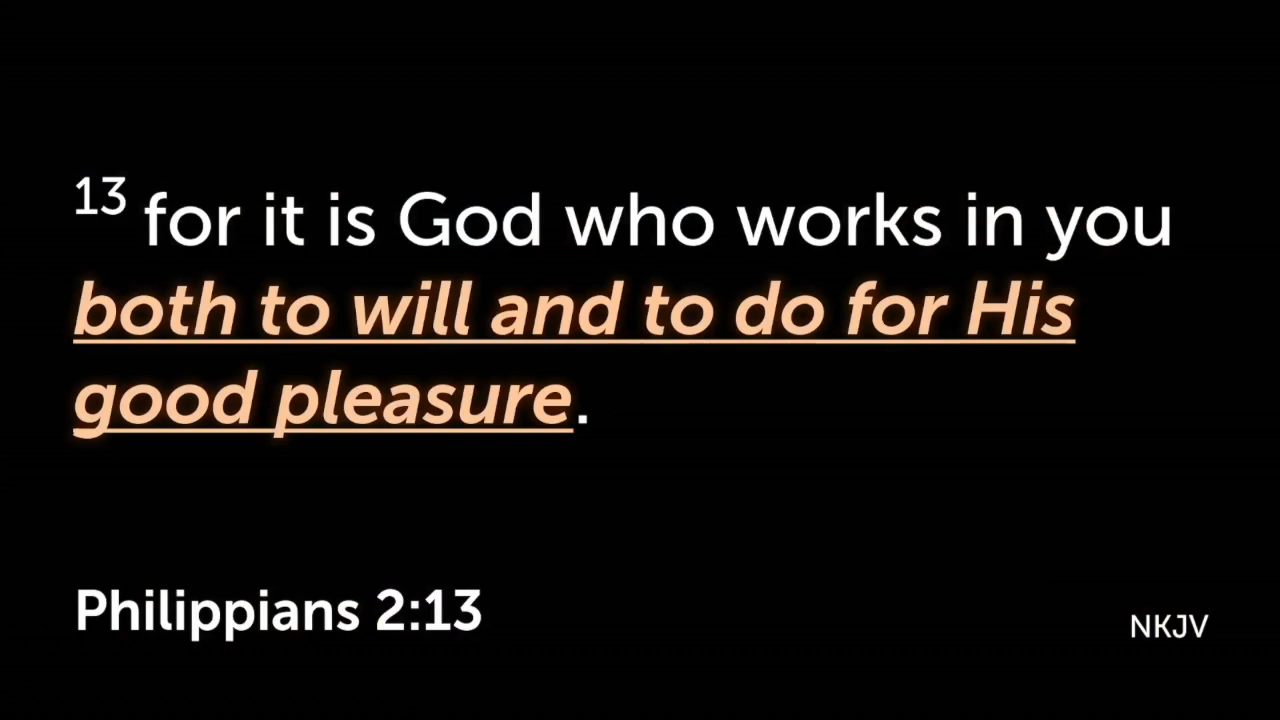 13 for it is God who works in you
both to will and to do for His
good pleasure.
Philippians 2:13
NKJV